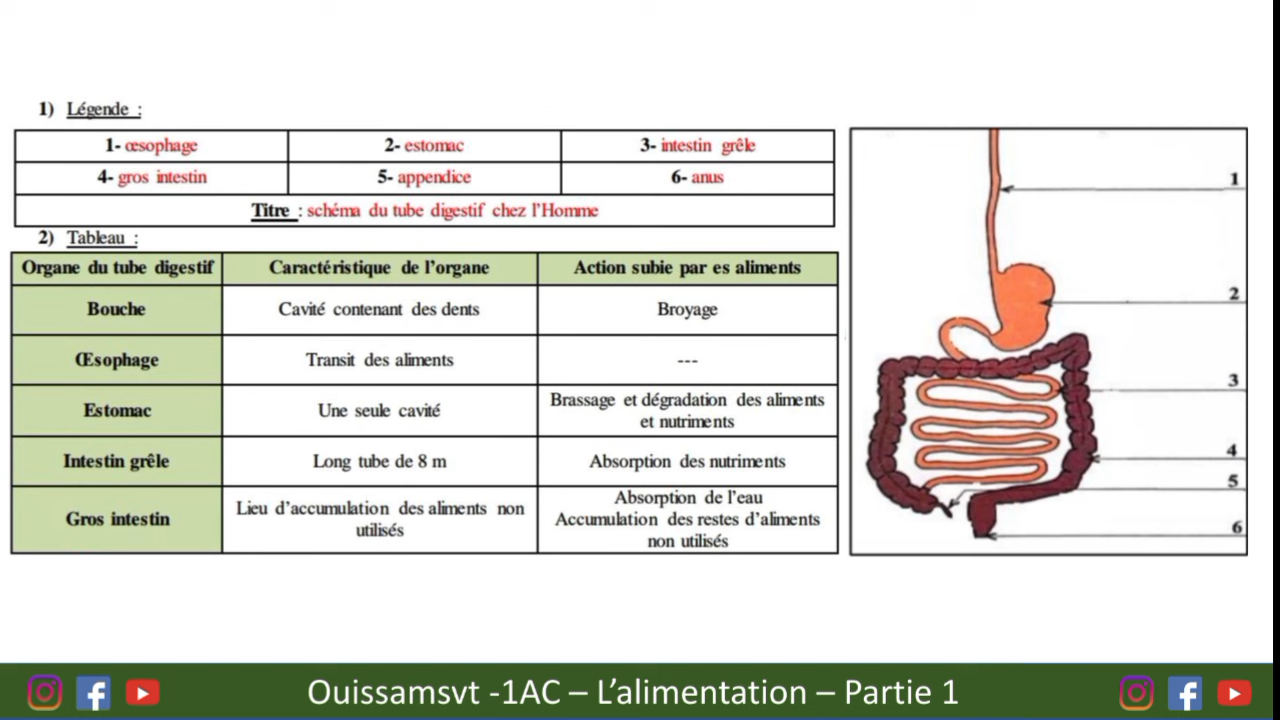 1) Légende :
1- œsophage 2- estomac 3- intestin grêle
4- gros intestin 5- appendice 6- anus
Titre : schéma du tube digestif chez l'Homme
2) Tableau :
Organe du tube digestif Caractéristique de l'organe Action subie par es aliments
Bouche Cavité contenant des dents Broyage
Œsophage Transit des aliments ---
Estomac Une seule cavité Brassage et dégradation des aliments
et nutriments
Intestin grêle Long tube de 8 m Absorption des nutriments
Gros intestin Lieu d'accumulation des aliments non
utilisés
Absorption de l'eau
Accumulation des restes d'aliments
non utilisés
1
2
3
4
5
6
Ouissamsvt -1AC – L'alimentation – Partie 1